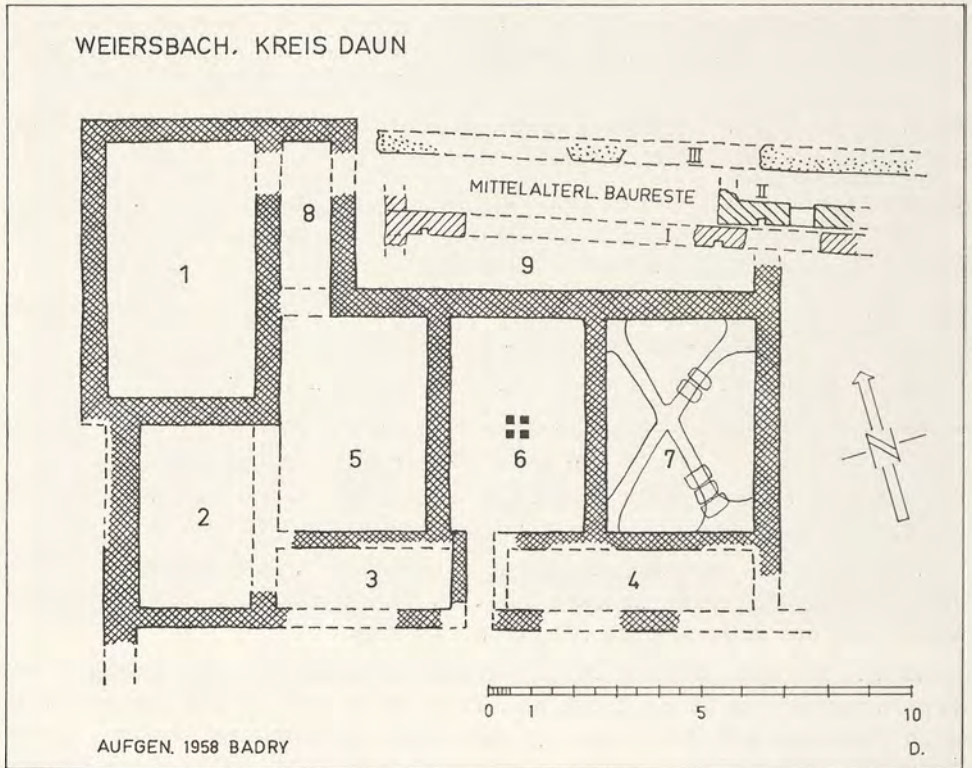 WEIERSBACH. KREIS DAUN
III
MITTELALTERL. BAURESTE
II
8
I
1
9
5
6
7
2
3
4
0 1 5 10
AUFGEN. 1958 BADRY
D.